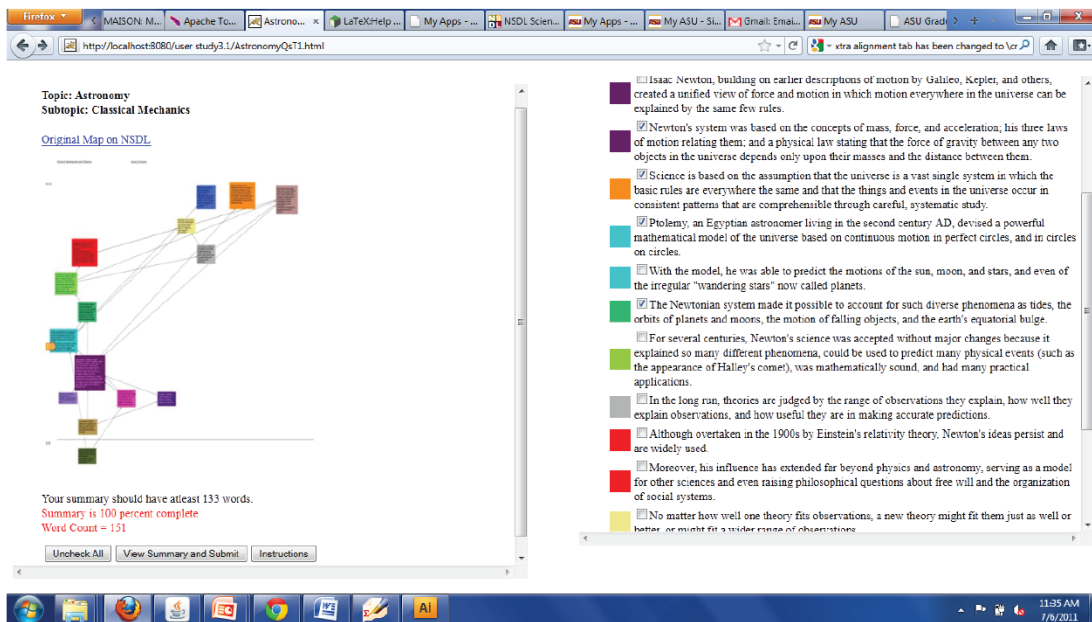 Firefox
MAISON: M...
Apache To...
Astrono...
LaTeX:Help ...
My Apps - ...
NSDL Scien...
My Apps - ...
My ASU - Si...
Gmail: Emai...
My ASU
ASU Grad
http://localhost:8080/user study3.1/AstronomyQsT1.html
xtra alignment tab has been changed to \cr
Topic: Astronomy
Subtopic: Classical Mechanics
Original Map on NSDL
Your summary should have atleast 133 words.
Summary is 100 percent complete
Word Count = 151
Uncheck All
View Summary and Submit
Instructions
Isaac Newton, building on earlier descriptions of motion by Galileo, Kepler, and others,
created a unified view of force and motion in which motion everywhere in the universe can be
explained by the same few rules.
Newton's system was based on the concepts of mass, force, and acceleration; his three laws
of motion relating them; and a physical law stating that the force of gravity between any two
objects in the universe depends only upon their masses and the distance between them.
Science is based on the assumption that the universe is a vast single system in which the
basic rules are everywhere the same and that the things and events in the universe occur in
consistent patterns that are comprehensible through careful, systematic study.
Ptolemy, an Egyptian astronomer living in the second century AD, devised a powerful
mathematical model of the universe based on continuous motion in perfect circles, and in circles
on circles.
With the model, he was able to predict the motions of the sun, moon, and stars, and even of
the irregular "wandering stars" now called planets.
The Newtonian system made it possible to account for such diverse phenomena as tides, the
orbits of planets and moons, the motion of falling objects, and the earth's equatorial bulge.
For several centuries, Newton's science was accepted without major changes because it
explained so many different phenomena, could be used to predict many physical events (such as
the appearance of Halley's comet), was mathematically sound, and had many practical
applications.
In the long run, theories are judged by the range of observations they explain, how well they
explain observations, and how useful they are in making accurate predictions.
Although overtaken in the 1900s by Einstein's relativity theory, Newton's ideas persist and
are widely used.
Moreover, his influence has extended far beyond physics and astronomy, serving as a model
for other sciences and even raising philosophical questions about free will and the organization
of social systems.
No matter how well one theory fits observations, a new theory might fit them just as well or
better, or might fit a wider range of observations.
Ai
11:35 AM
7/6/2011